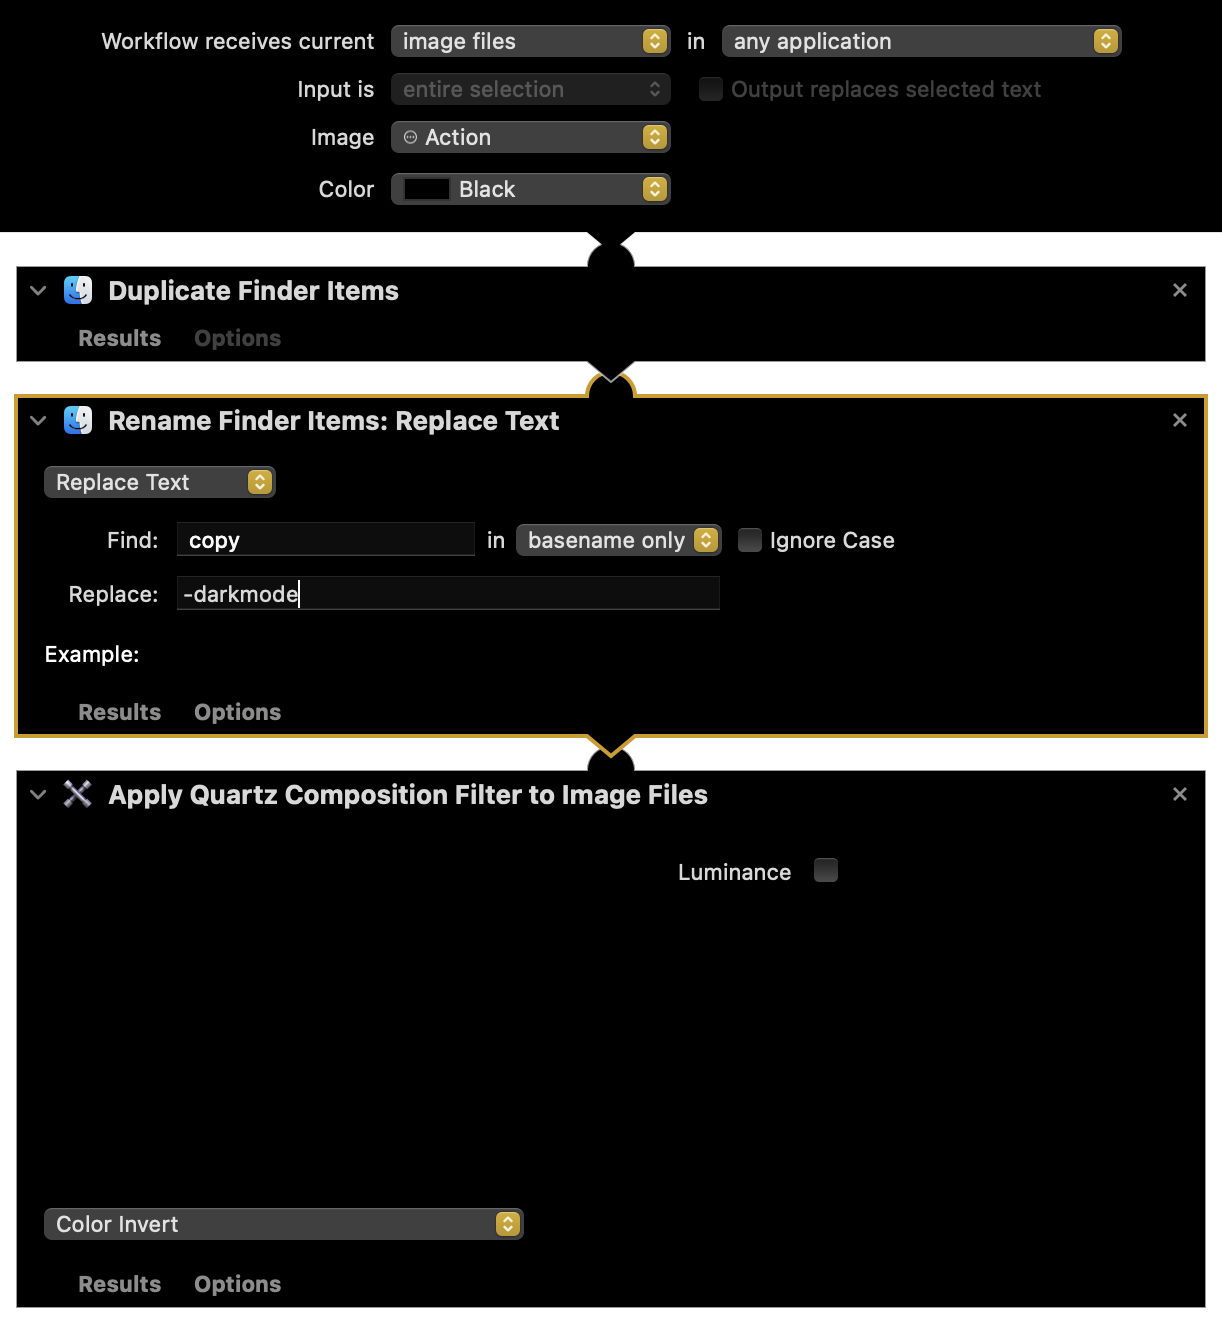 Workflow receives current image files in any application
Input is entire selection Output replaces selected text
Image Action
Color Black
Duplicate Finder Items
Results Options
Rename Finder Items: Replace Text
Replace Text
Find: copy in basename only Ignore Case
Replace: -darkmode
Example:
Results Options
Apply Quartz Composition Filter to Image Files
Luminance
Color Invert
Results Options